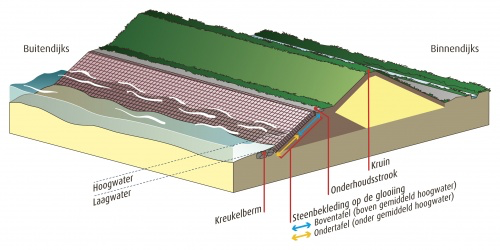 Buitendijks
Binnendijks
Hoogwater
Laagwater
Kruin
Onderhoudsstrook
Kreukelberm
Steenbekleding op de glooiing
Boventafel (boven gemiddeld hoogwater)
Ondertafel (onder gemiddeld hoogwater)